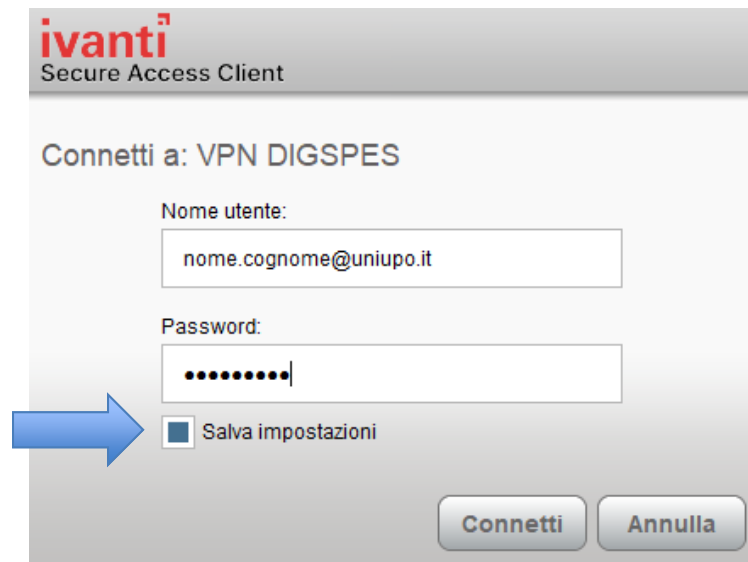 ivanti
Secure Access Client
Connetti a: VPN DIGSPES
Nome utente:
nome.cognome@uniupo.it
Password:
•••••••••
Salva impostazioni
Connetti Annulla